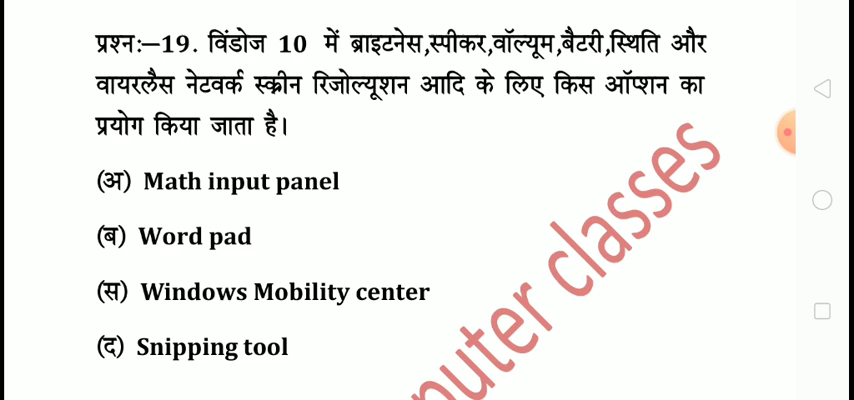 प्रश्न:–19. विंडोज 10 में ब्राइटनेस,स्पीकर,वॉल्यूम,बैटरी,स्थिति और
वायरलैस नेटवर्क स्क्रीन रिजोल्यूशन आदि के लिए किस ऑप्शन का
प्रयोग किया जाता है।
(अ) Math input panel
(ब) Word pad
(स) Windows Mobility center
(द) Snipping tool
puter classes